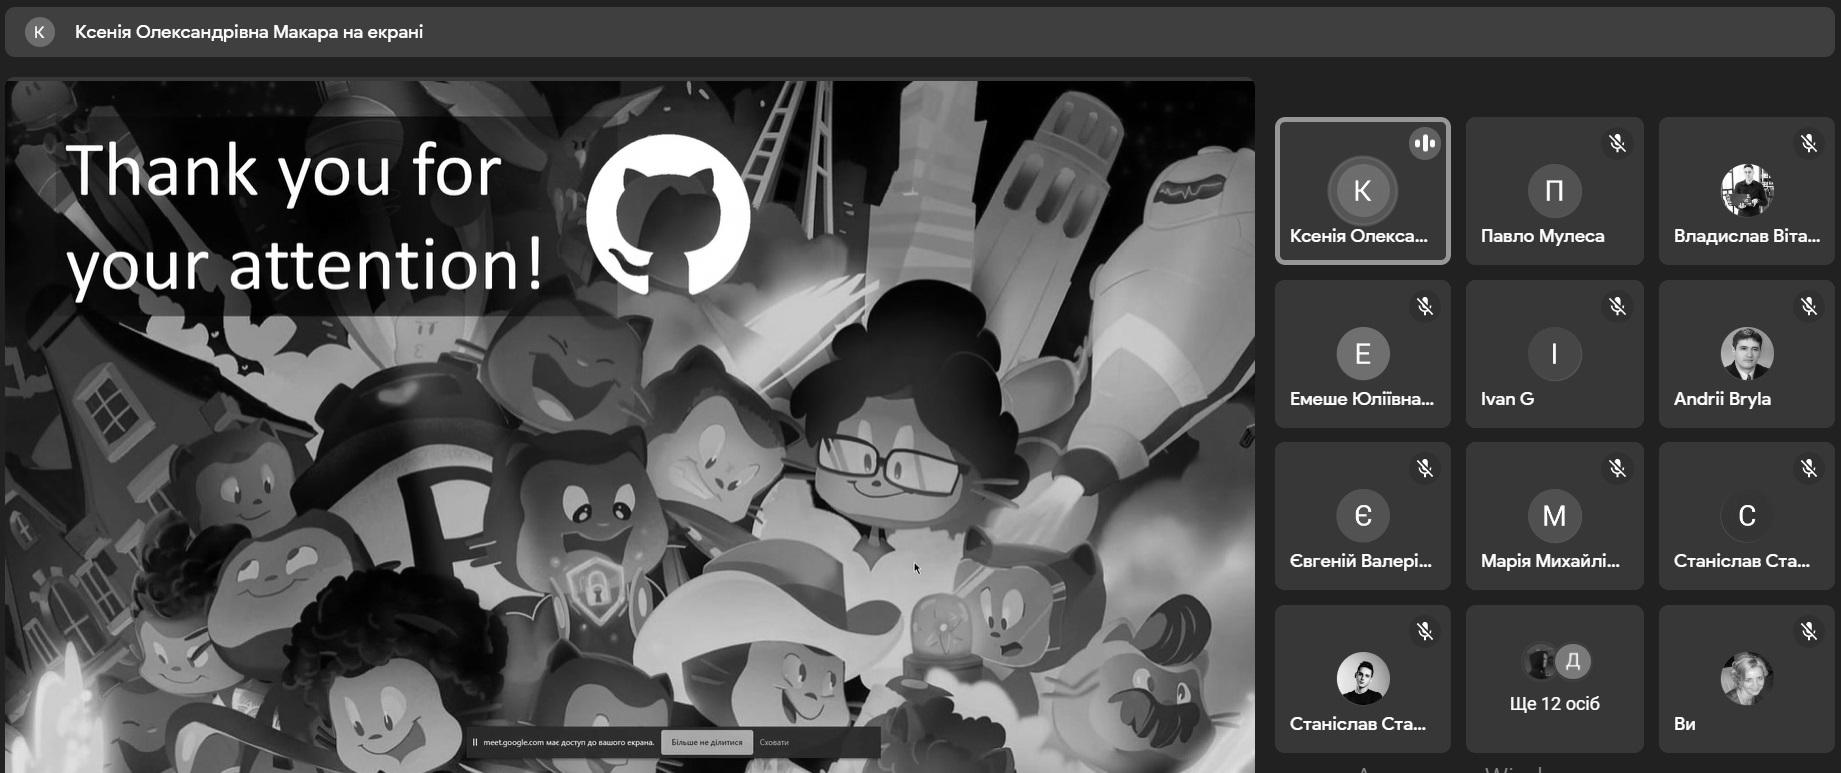 К
Ксенія Олександрівна Макара на екрані
Thank you for
your attention!
К
Ксенія Олекса...
П
Павло Мулеса
Владислав Віта...
Е
Емеше Юліївна...
І
Ivan G
Andrii Bryla
Є
Євгеній Валері...
М
Марія Михайлі...
С
Станіслав Ста...
Станіслав Ста...
Д
Ще 12 осіб
Ви
meet.google.com має доступ до вашого екрана.
Більше не ділитися
Сховати